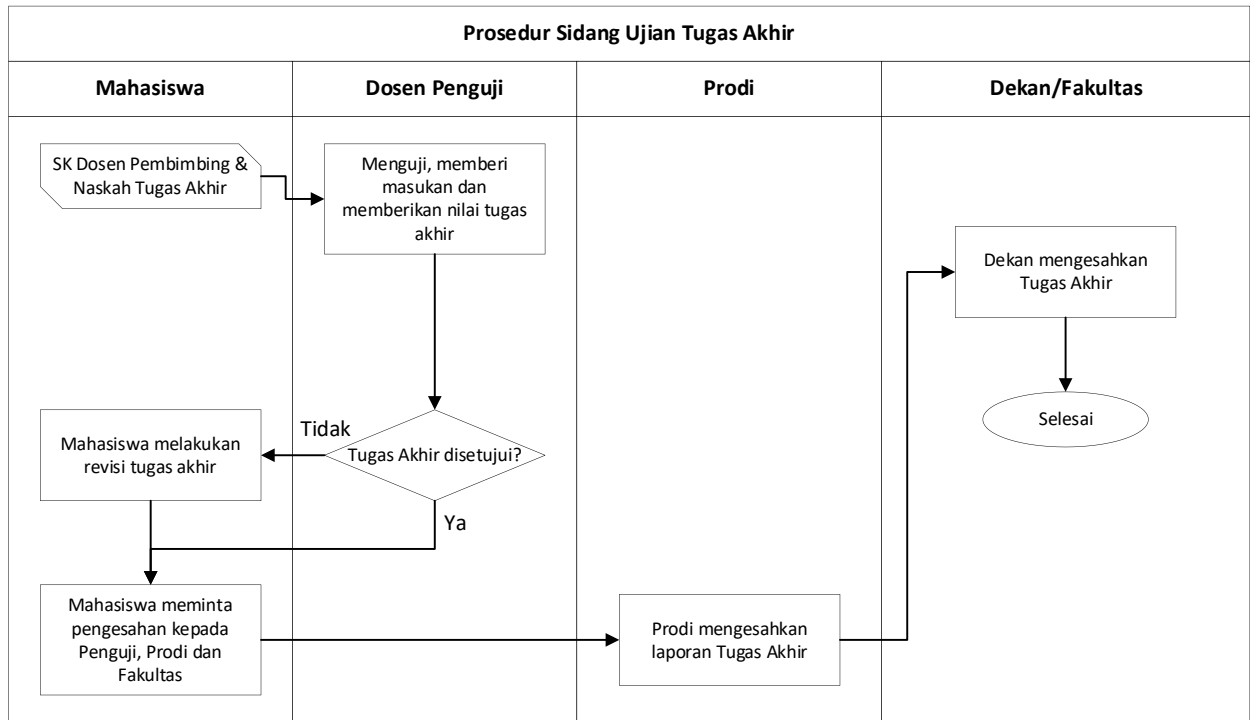 Prosedur Sidang Ujian Tugas Akhir
Mahasiswa
Dosen Penguji
Prodi
Dekan/Fakultas
SK Dosen Pembimbing &
Naskah Tugas Akhir
Menguji, memberi
masukan dan
memberikan nilai tugas
akhir
Dekan mengesahkan
Tugas Akhir
Selesai
Tugas Akhir disetujui?
Tidak
Ya
Mahasiswa melakukan
revisi tugas akhir
Mahasiswa meminta
pengesahan kepada
Penguji, Prodi dan
Fakultas
Prodi mengesahkan
laporan Tugas Akhir